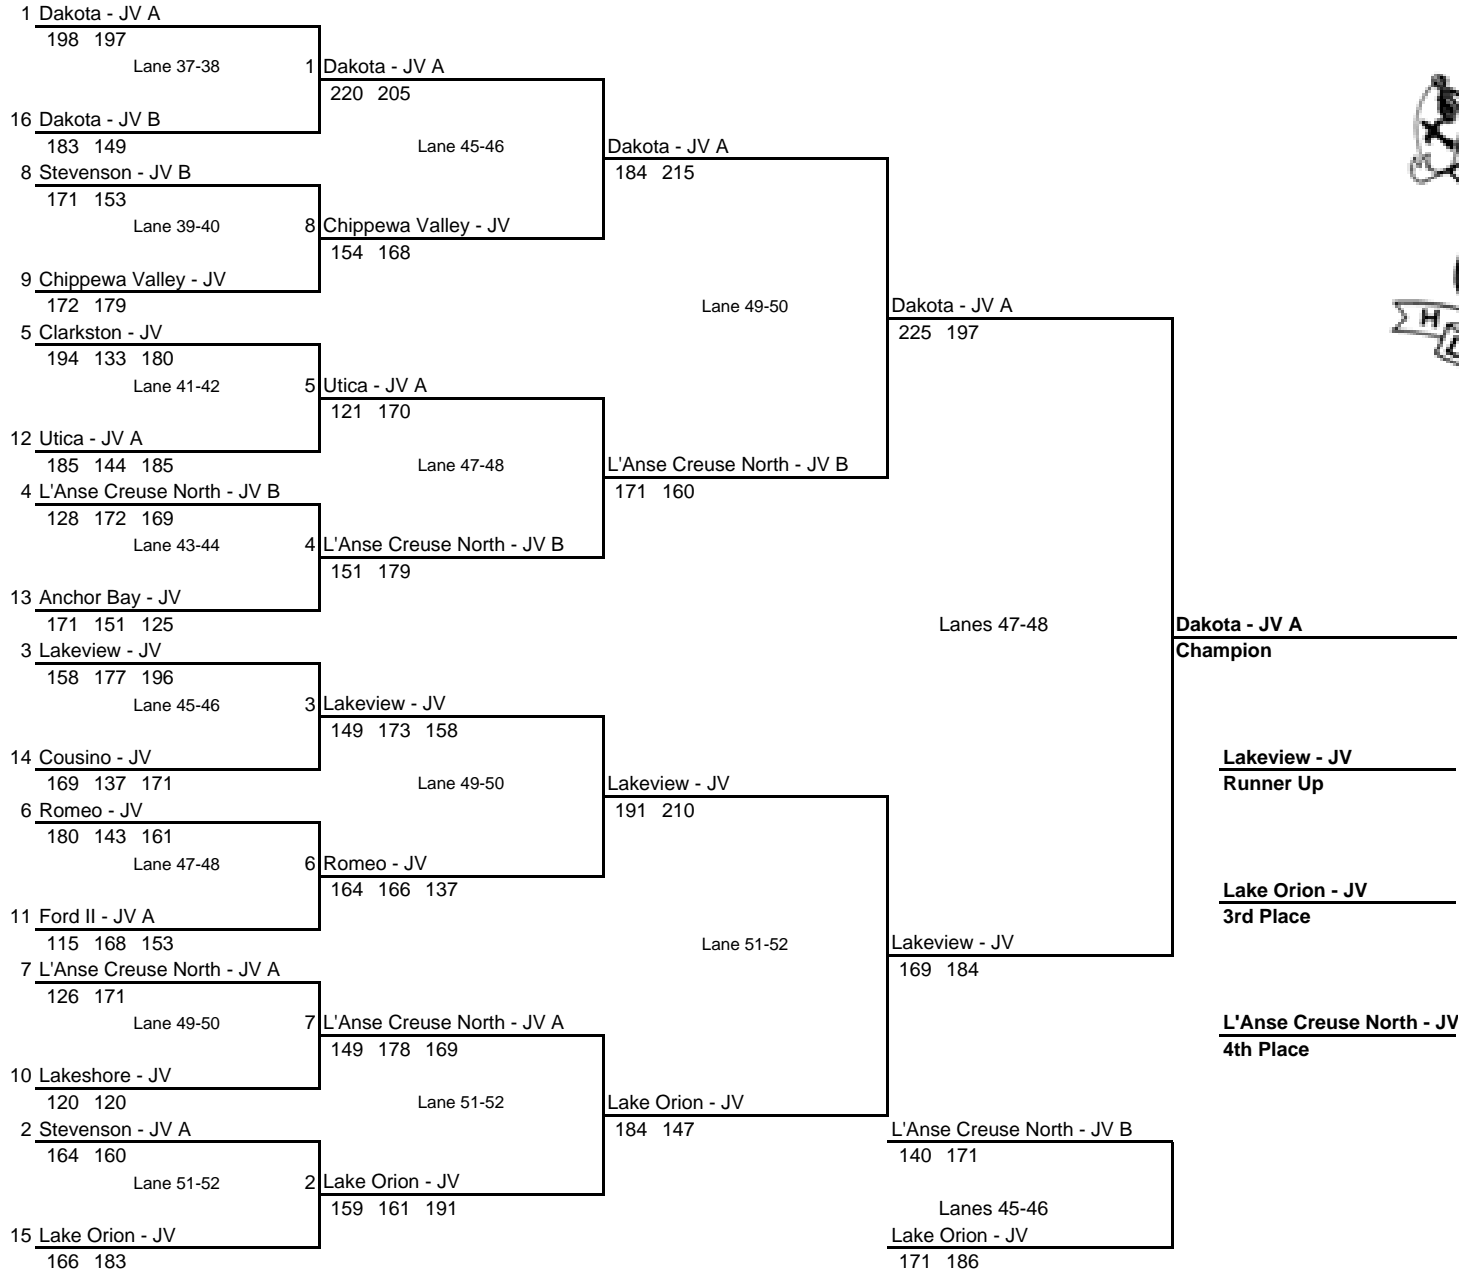 1 Dakota - JV A
198 197
Lane 37-38
16 Dakota - JV B
183 149
8 Stevenson - JV B
171 153
Lane 39-40
9 Chippewa Valley - JV
172 179
5 Clarkston - JV
194 133 180
Lane 41-42
12 Utica - JV A
185 144 185
4 L'Anse Creuse North - JV B
128 172 169
Lane 43-44
13 Anchor Bay - JV
171 151 125
3 Lakeview - JV
158 177 196
Lane 45-46
14 Cousino - JV
169 137 171
6 Romeo - JV
180 143 161
Lane 47-48
11 Ford II - JV A
115 168 153
7 L'Anse Creuse North - JV A
126 171
Lane 49-50
10 Lakeshore - JV
120 120
2 Stevenson - JV A
164 160
Lane 51-52
15 Lake Orion - JV
166 183
1 Dakota - JV A
220 205
Lane 45-46
8 Chippewa Valley - JV
154 168
5 Utica - JV A
121 170
Lane 47-48
4 L'Anse Creuse North - JV B
151 179
3 Lakeview - JV
149 173 158
Lane 49-50
6 Romeo - JV
164 166 137
7 L'Anse Creuse North - JV A
149 178 169
Lane 51-52
2 Lake Orion - JV
159 161 191
Dakota - JV A
184 215
Lane 49-50
L'Anse Creuse North - JV B
171 160
Lakeview - JV
191 210
Lane 51-52
Lake Orion - JV
184 147
Dakota - JV A
225 197
Lanes 47-48
Lakeview - JV
169 184
L'Anse Creuse North - JV B
140 171
Lanes 45-46
Lake Orion - JV
171 186
Dakota - JV A
Champion
Lakeview - JV
Runner Up
Lake Orion - JV
3rd Place
L'Anse Creuse North - JV
4th Place
H